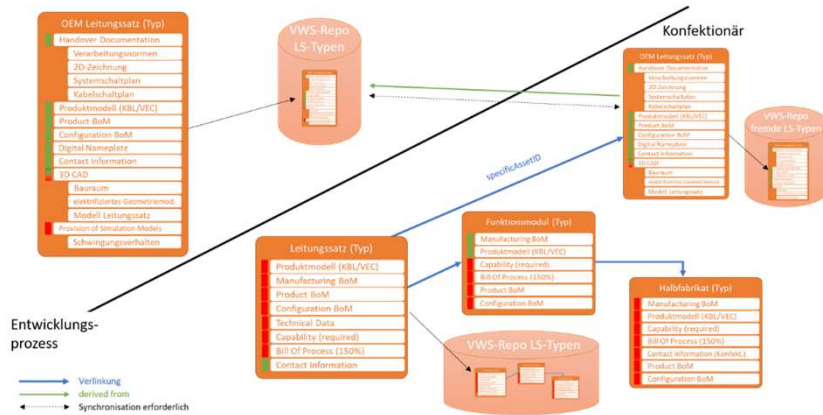 OEM Leitungssatz (Typ)
Handover Documentation
Verarbeitungsnormen
2D-Zeichnung
Systemschaltplan
Kabelschaltplan
Produktmodell (KBL/VEC)
Product BoM
Configuration BoM
Digital Nameplate
Contact Information
3D CAD
Bauraum
elektrifiziertes Geometriemod.
Modell Leitungssatz
Provision of Simulation Models
Schwingungsverhalten
VWS-Repo
LS-Typen
Konfektionär
OEM Leitungssatz (Typ)
Handover Documentation
Verarbeitungsnormen
2D-Zeichnung
Systemschaltplan
Kabelschaltplan
Produktmodell (KBL/VEC)
Product BoM
Configuration BoM
Digital Nameplate
Contact Information
3D CAD
Bauraum
elektrifiziertes Geometriemod.
Modell Leitungssatz
VWS-Repo
fremde LS-Typen
specificAssetID
Leitungssatz (Typ)
Produktmodell (KBL/VEC)
Manufacturing BoM
Product BoM
Configuration BoM
Technical Data
Capability (required)
Bill Of Process (150%)
Contact Information
Funktionsmodul (Typ)
Manufacturing BoM
Produktmodell (KBL/VEC)
Capability (required)
Bill Of Process (150%)
Product BoM
Configuration BoM
Halbfabrikat (Typ)
Manufacturing BoM
Produktmodell (KBL/VEC)
Capability (required)
Bill Of Process (150%)
Contact Information (Konfekt.)
Product BoM
Configuration BoM
VWS-Repo LS-Typen
Entwicklungs-
prozess
Verlinkung
derived from
Synchronisation erforderlich